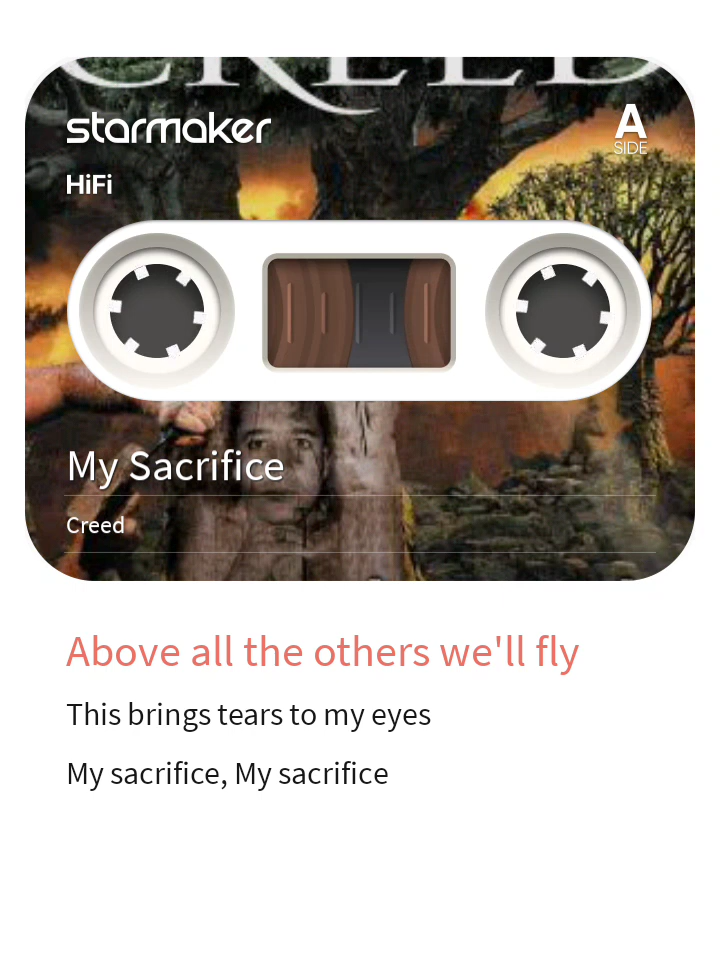 CREED
starmaker
A
SIDE
HiFi
My Sacrifice
Creed
Above all the others we'll fly
This brings tears to my eyes
My sacrifice, My sacrifice